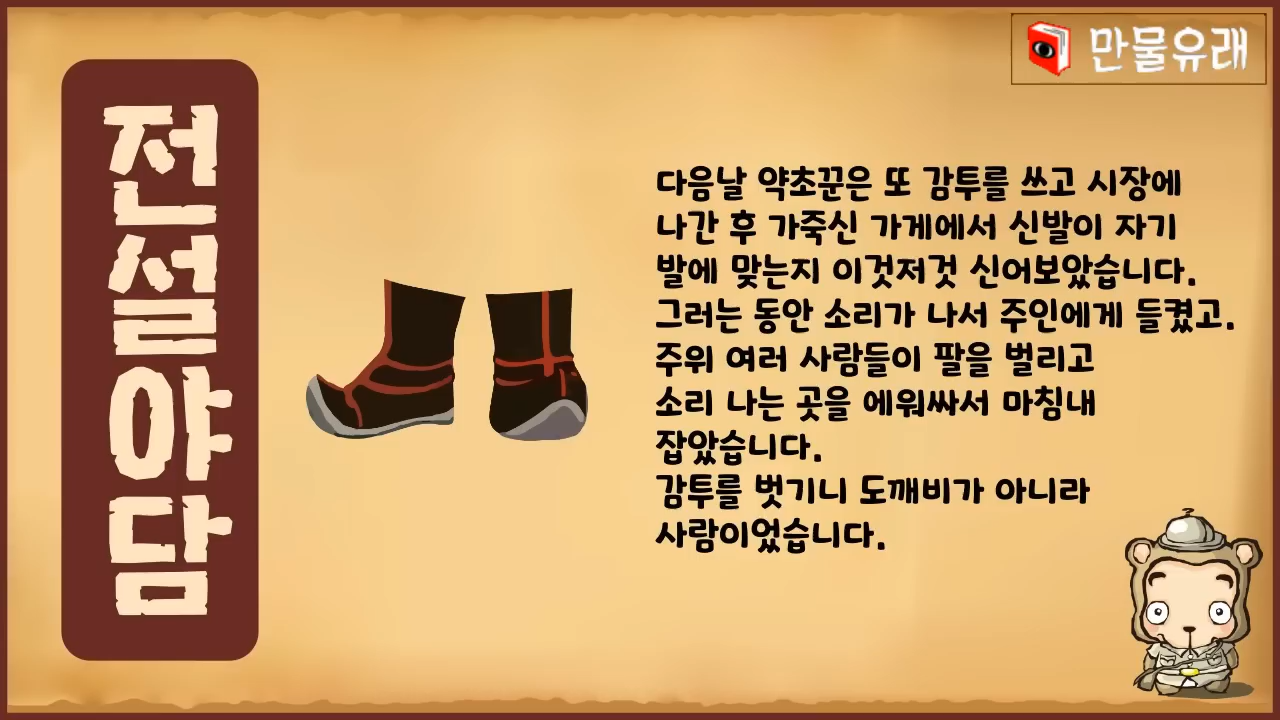 만물유래
전설야담
다음날 약초꾼은 또 감투를 쓰고 시장에
나간 후 가죽신 가게에서 신발이 자기
발에 맞는지 이것저것 신어보았습니다.
그러는 동안 소리가 나서 주인에게 들켰고.
주위 여러 사람들이 팔을 벌리고
소리 나는 곳을 에워싸서 마침내
잡았습니다.
감투를 벗기니 도깨비가 아니라
사람이었습니다.